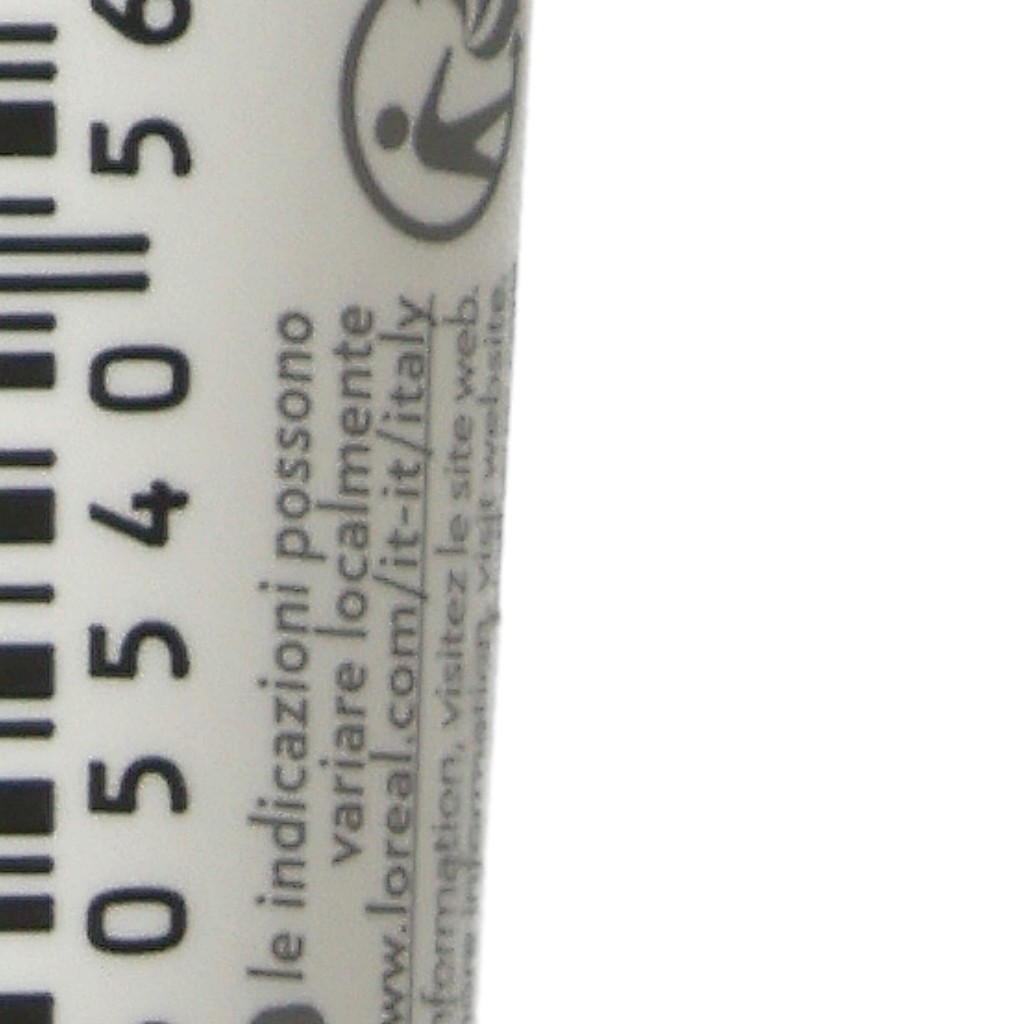 0 5 5 4 0 5 6
le indicazioni possono
variare localmente
www.loreal.com/it-it/italy
nformation, visitez le site web.
information, visit website.